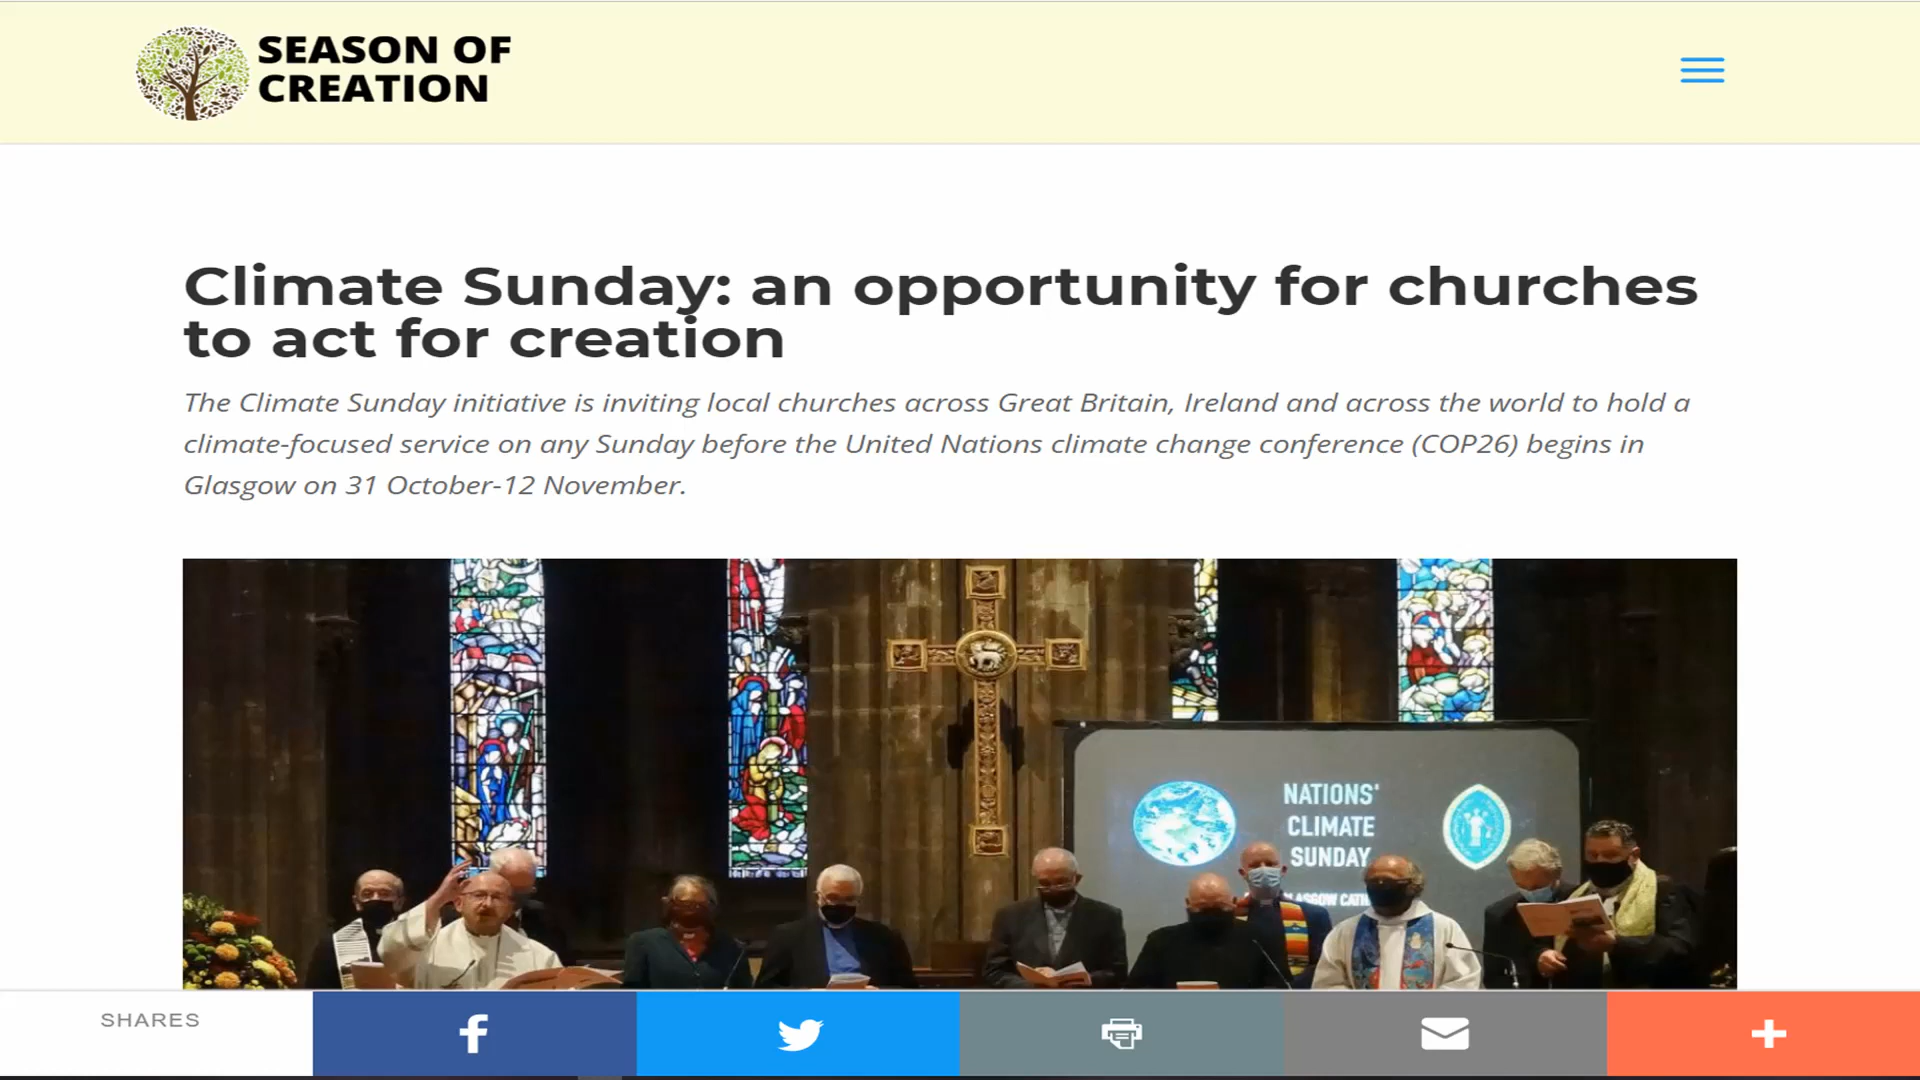 SEASON OF
CREATION
Climate Sunday: an opportunity for churches
to act for creation
The Climate Sunday initiative is inviting local churches across Great Britain, Ireland and across the world to hold a
climate-focused service on any Sunday before the United Nations climate change conference (COP26) begins in
Glasgow on 31 October-12 November.
NATIONS'
CLIMATE
SUNDAY
SHARES